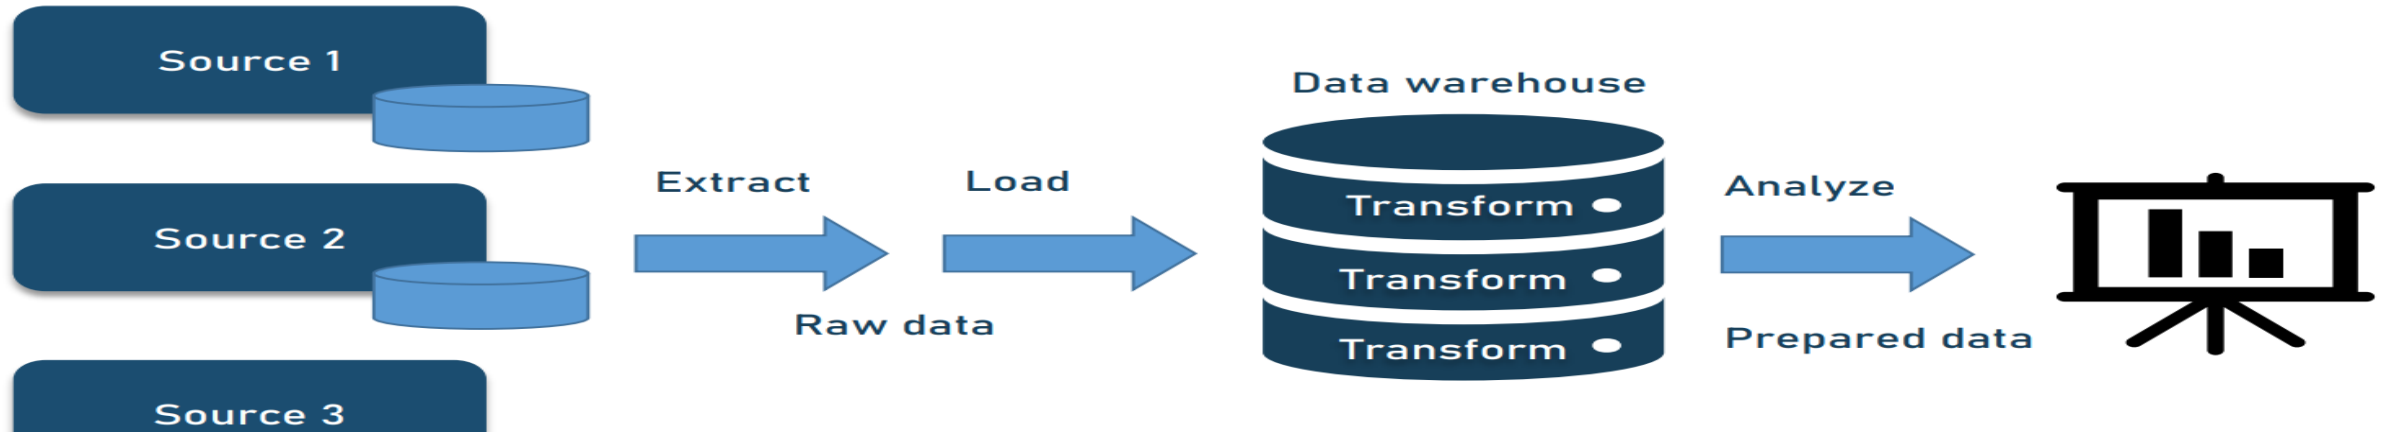 Source 1
Source 2
Source 3
Extract
Load
Raw data
Data warehouse
Transform
Transform
Transform
Analyze
Prepared data